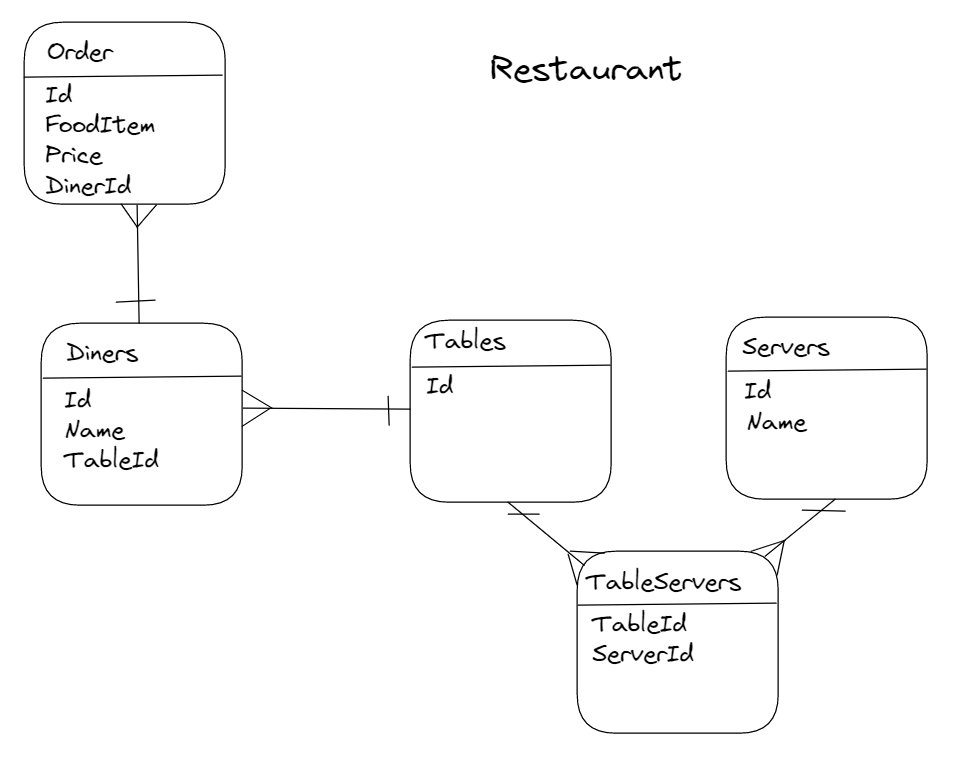 Restaurant
Order
Id
FoodItem
Price
DinerId
Diners
Id
Name
TableId
Tables
Id
Servers
Id
Name
TableServers
TableId
ServerId